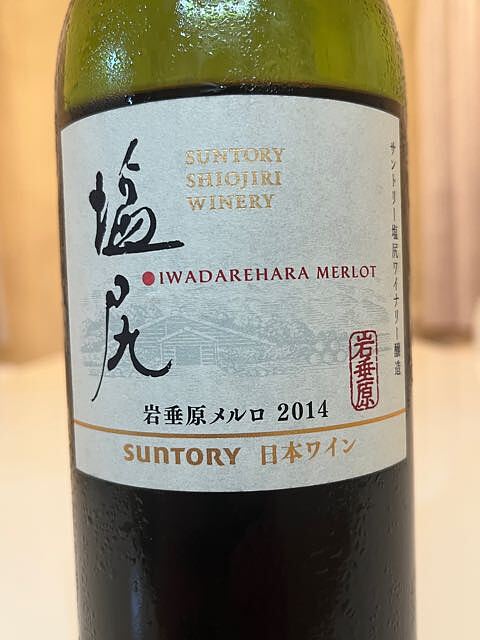 塩尻
SUNTORY
SHIOJIRI
WINERY
サントリー塩尻ワイナリー醸造
IWADAREHARA MERLOT
岩垂原
岩垂原メルロ 2014
SUNTORY 日本ワイン